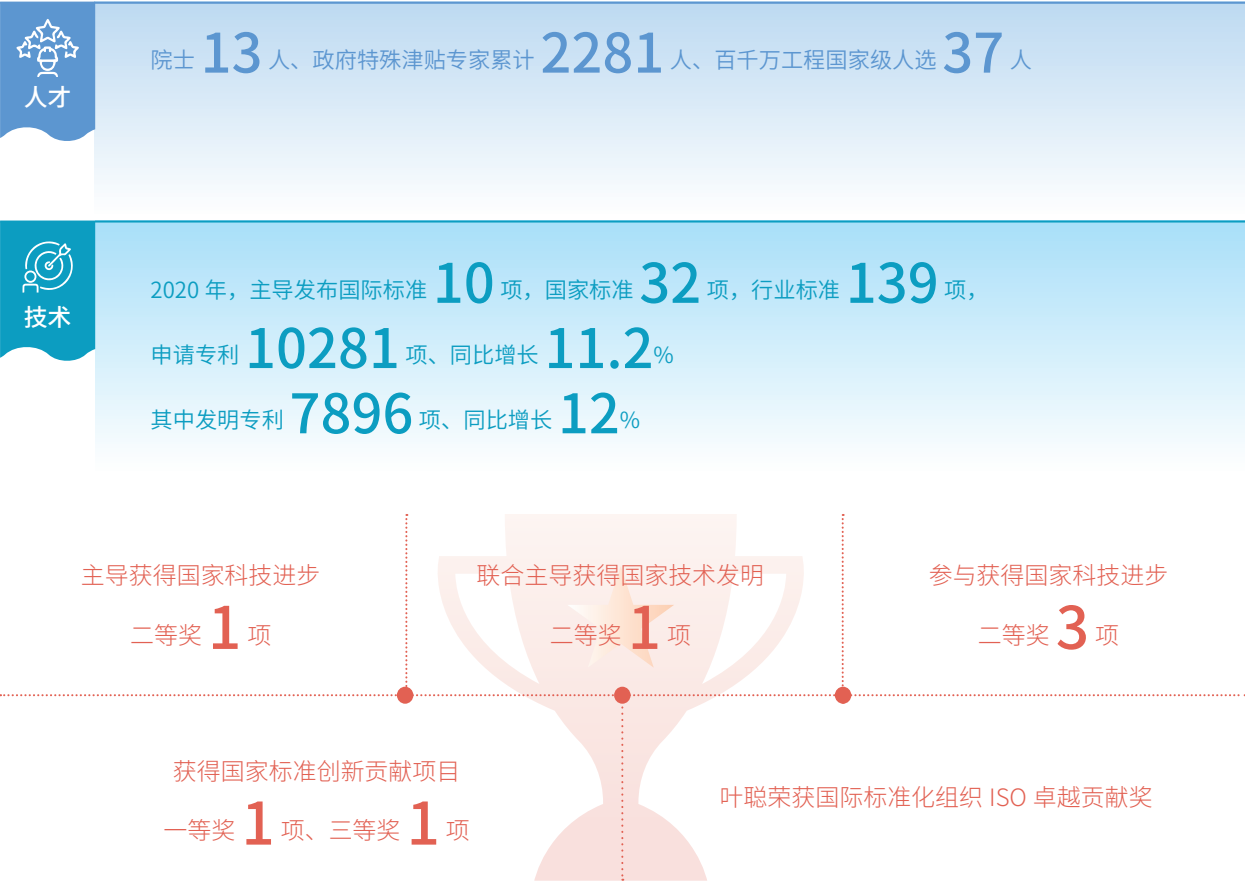 人才
院士 13 人、政府特殊津贴专家累计 2281 人、百千万工程国家级人选 37 人
技术
2020 年，主导发布国际标准 10 项，国家标准 32 项，行业标准 139 项，
申请专利 10281 项、同比增长 11.2%
其中发明专利 7896 项、同比增长 12%
主导获得国家科技进步
二等奖 1 项
联合主导获得国家技术发明
二等奖 1 项
参与获得国家科技进步
二等奖 3 项
获得国家标准创新贡献项目
一等奖 1 项、三等奖 1 项
叶聪荣获国际标准化组织 ISO 卓越贡献奖